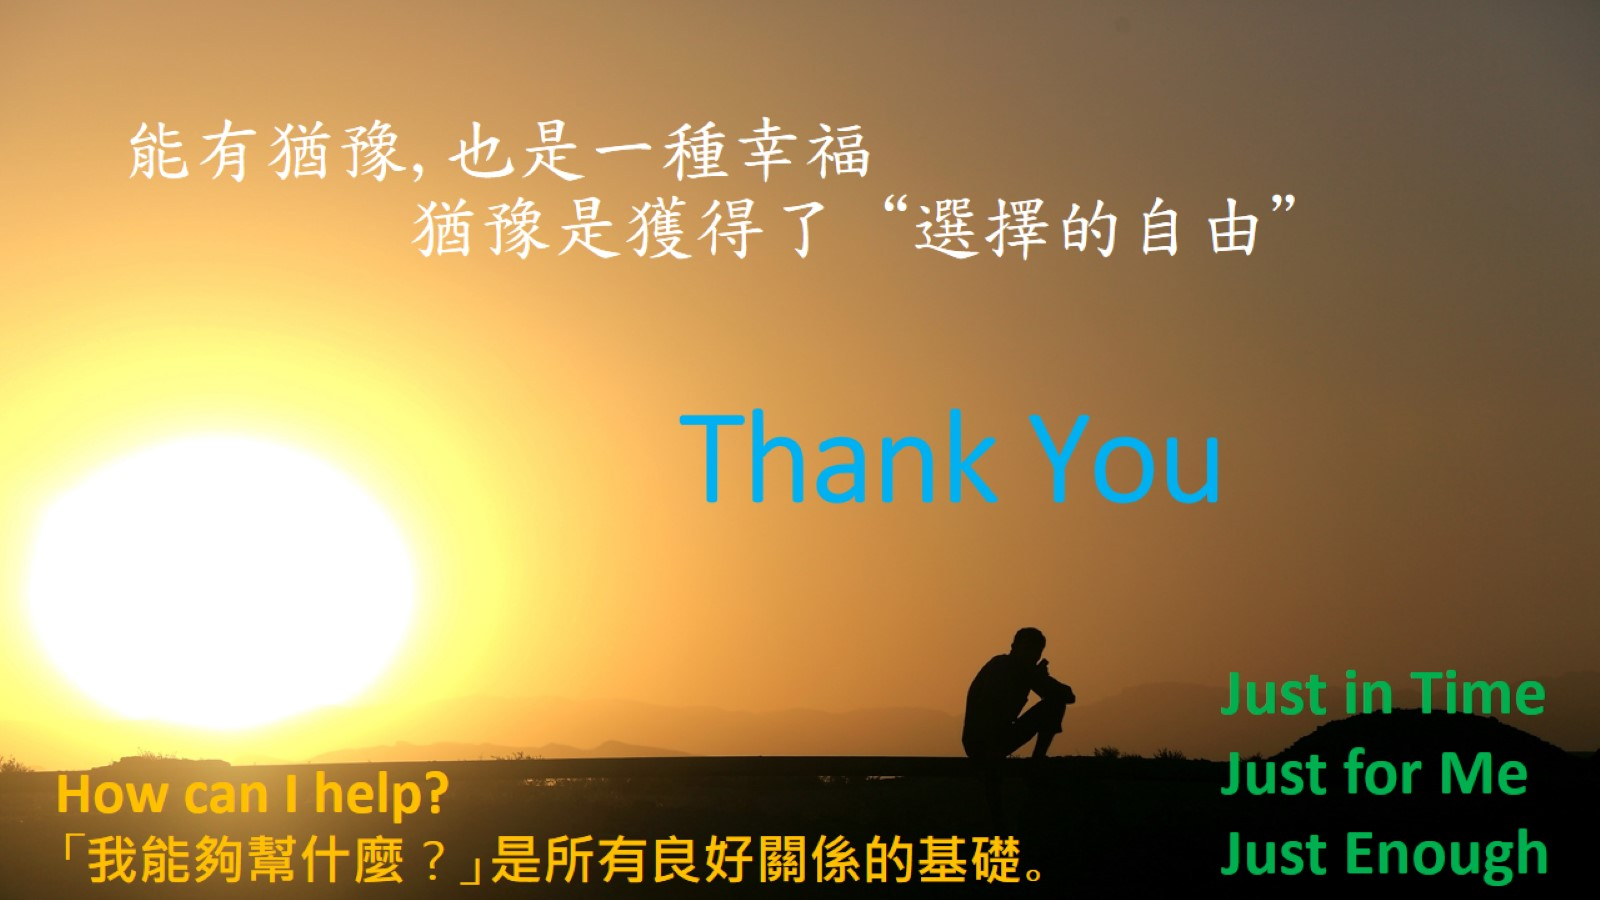 能有猶豫,也是一種幸福
猶豫是獲得了“選擇的自由”
Thank You
How can I help?
「我能夠幫什麼？」是所有良好關係的基礎。
Just in Time
Just for Me
Just Enough